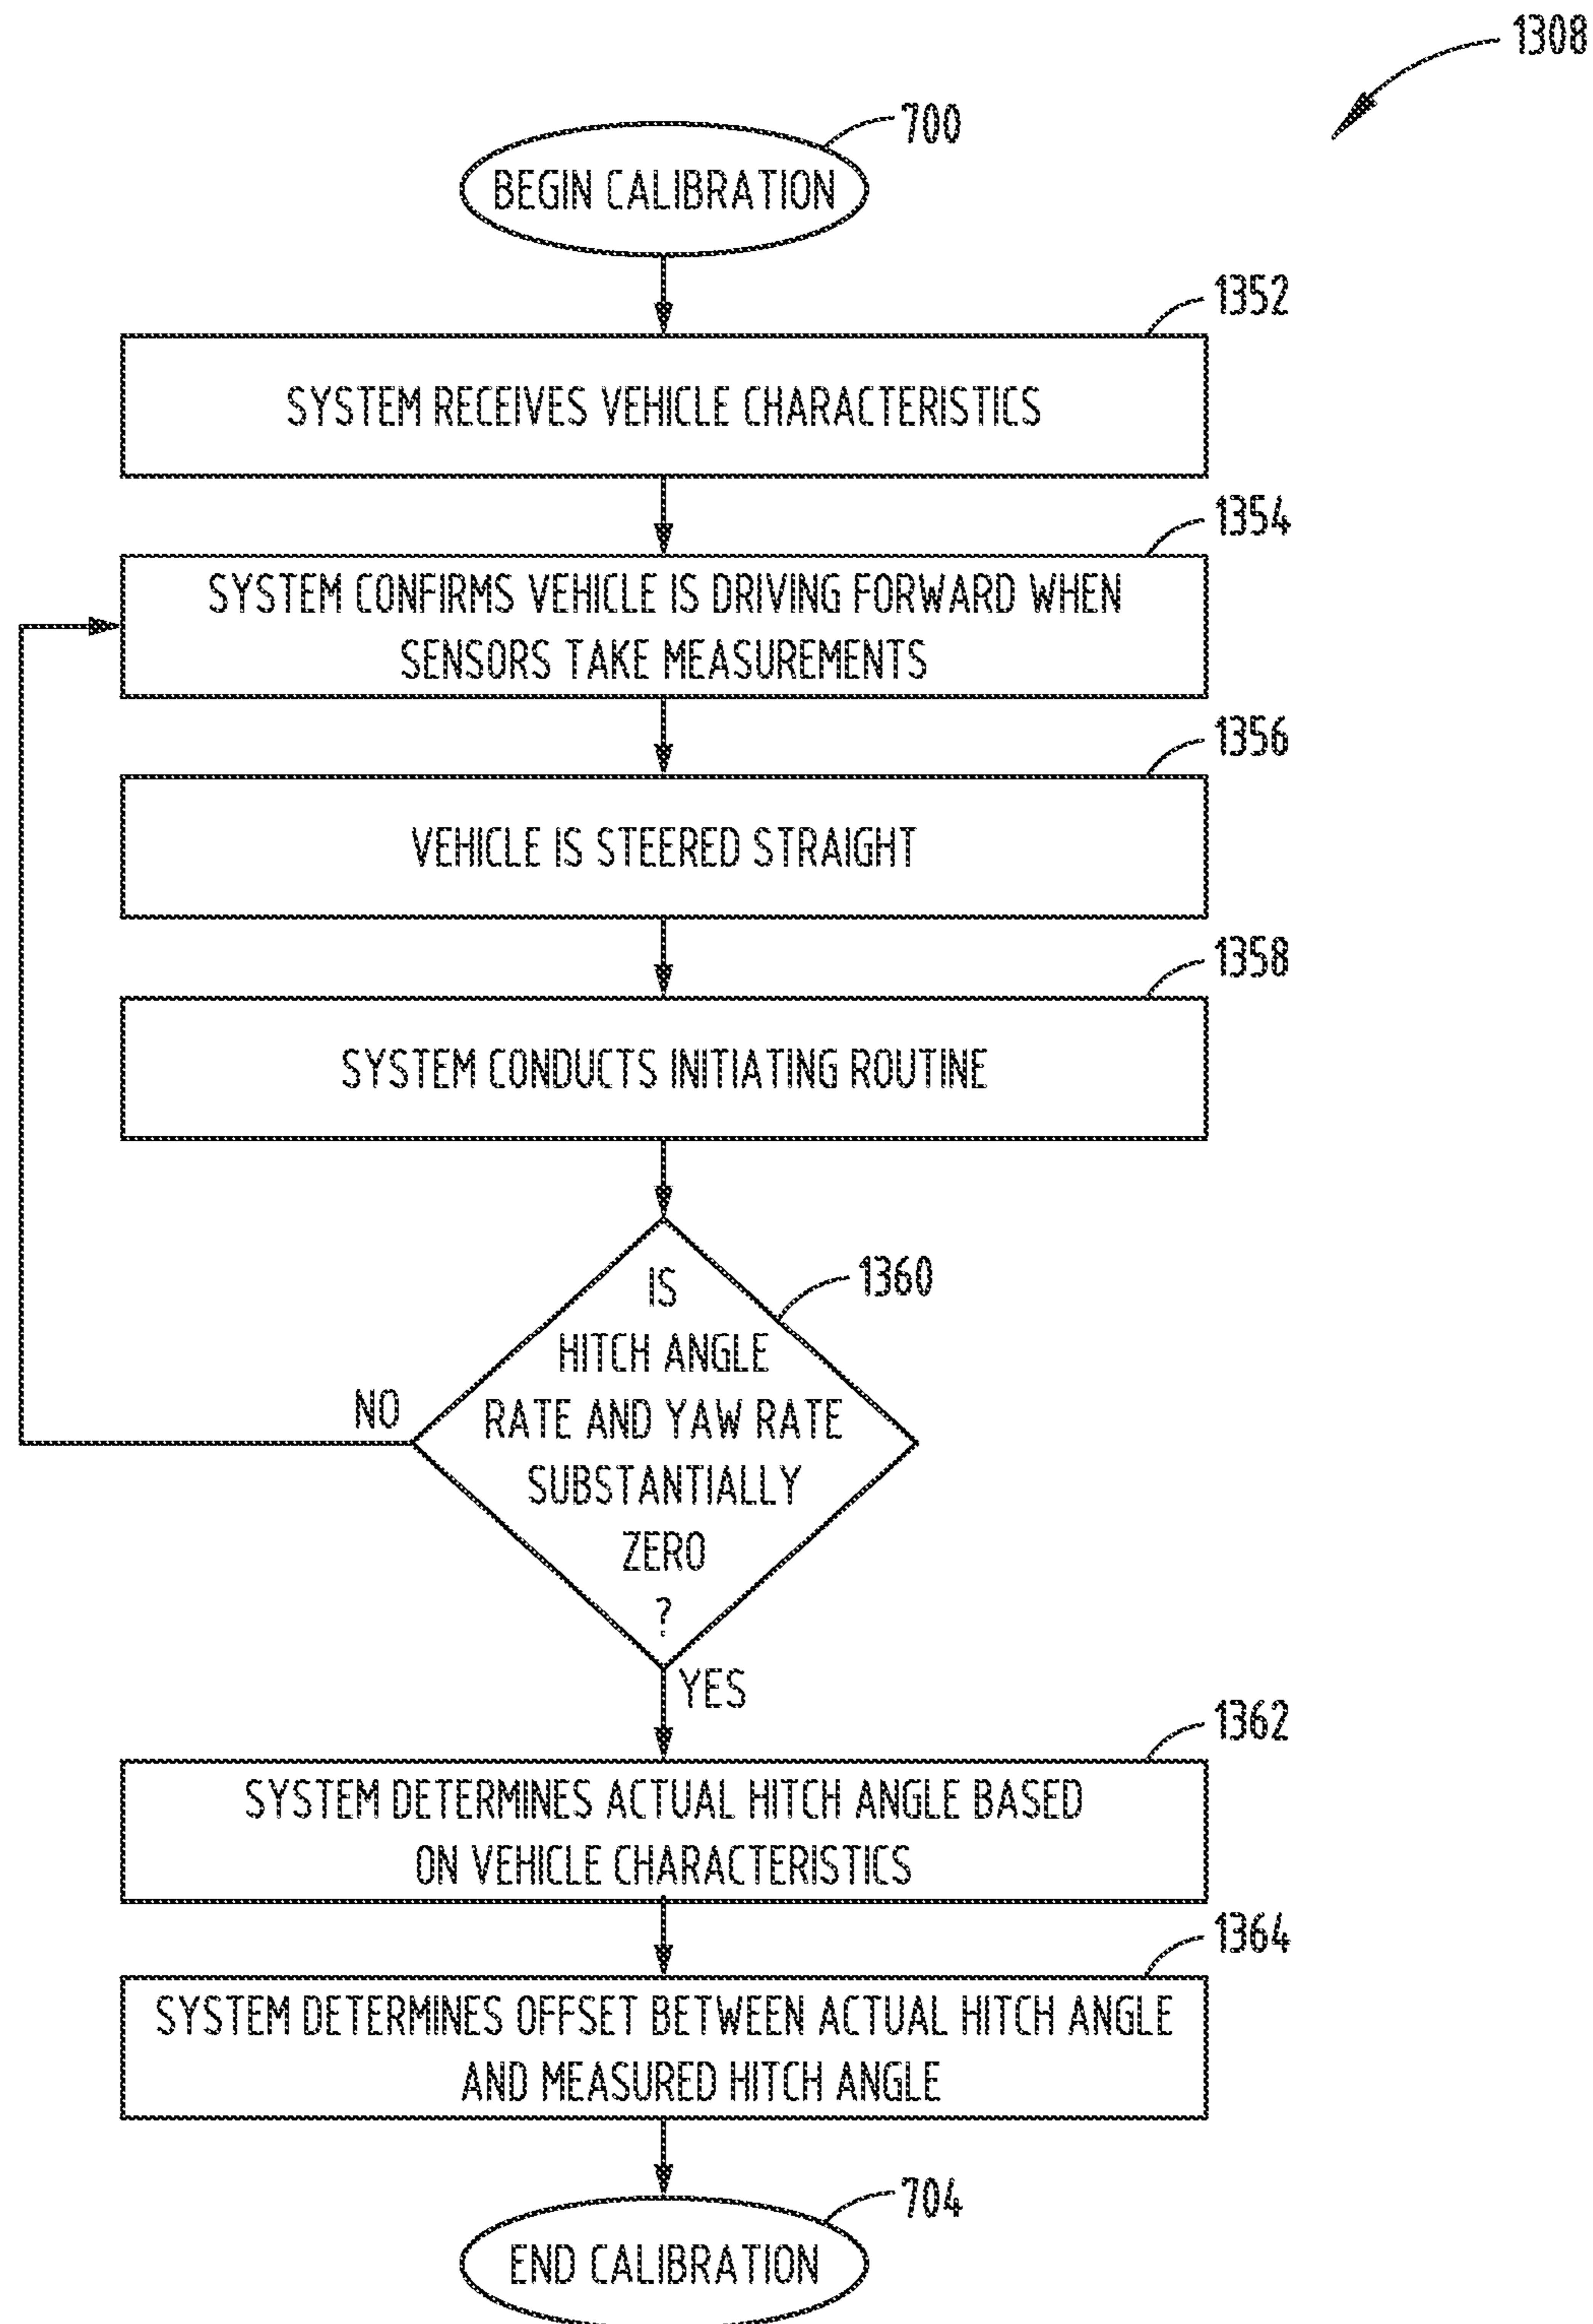 1308
700
BEGIN CALIBRATION
1352
SYSTEM RECEIVES VEHICLE CHARACTERISTICS
1354
SYSTEM CONFIRMS VEHICLE IS DRIVING FORWARD WHEN
SENSORS TAKE MEASUREMENTS
1356
VEHICLE IS STEERED STRAIGHT
1358
SYSTEM CONDUCTS INITIATING ROUTINE
1360
IS
HITCH ANGLE
RATE AND YAW RATE
SUBSTANTIALLY
ZERO
?
NO
YES
1362
SYSTEM DETERMINES ACTUAL HITCH ANGLE BASED
ON VEHICLE CHARACTERISTICS
1364
SYSTEM DETERMINES OFFSET BETWEEN ACTUAL HITCH ANGLE
AND MEASURED HITCH ANGLE
704
END CALIBRATION